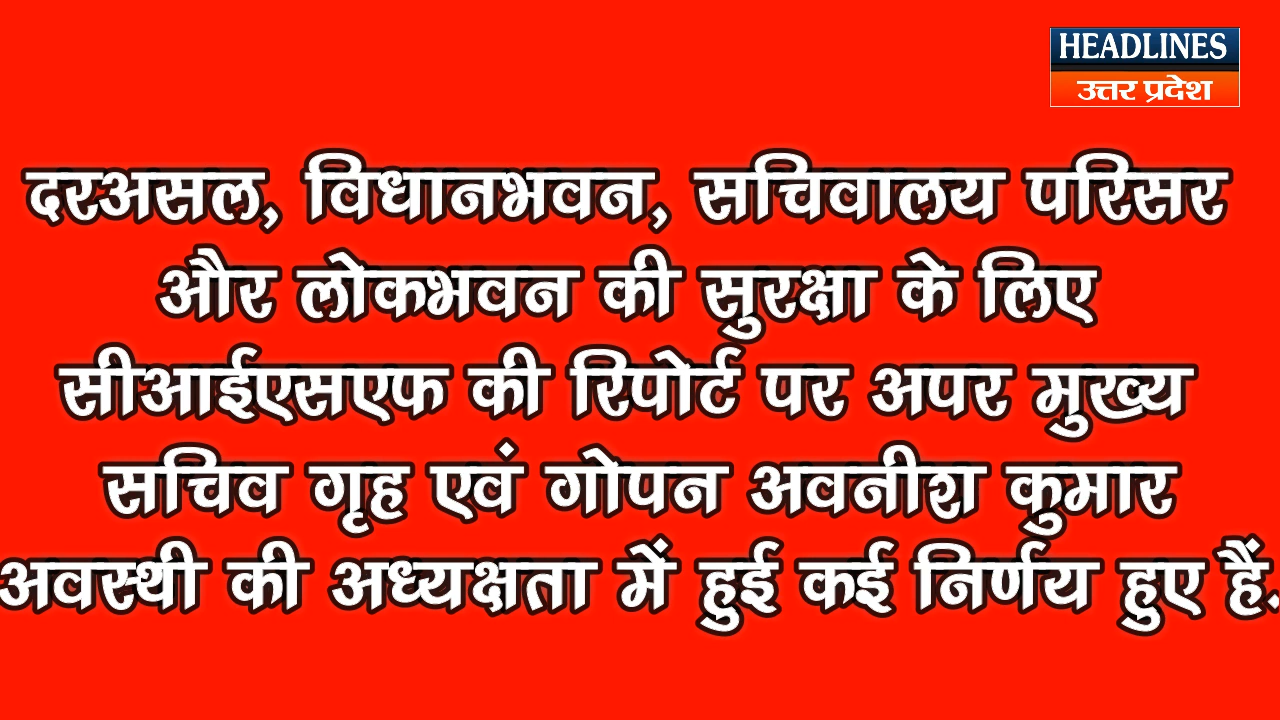 HEADLINES
उत्तर प्रदेश
दरअसल, विधानभवन, सचिवालय परिसर
और लोकभवन की सुरक्षा के लिए
सीआईएसएफ की रिपोर्ट पर अपर मुख्य
सचिव गृह एवं गोपन अवनीश कुमार
अवस्थी की अध्यक्षता में हुई कई निर्णय हुए हैं.